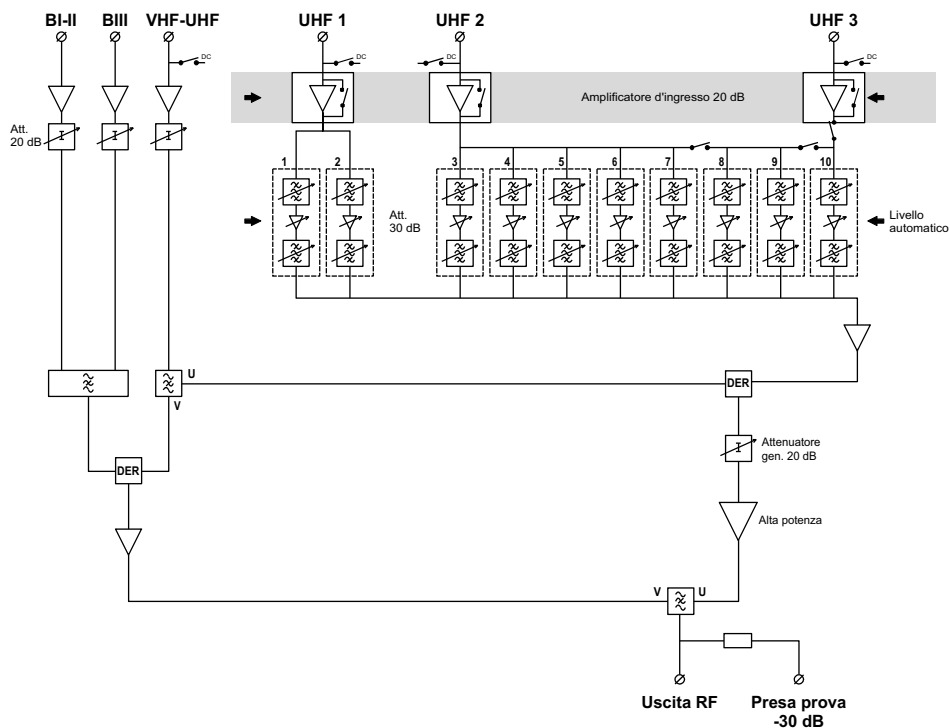 BI-II BIII VHF-UHF UHF 1 UHF 2 UHF 3
DC DC DC DC
Amplificatore d'ingresso 20 dB
Att.
20 dB
1 2 3 4 5 6 7 8 9 10
Att.
30 dB
Livello
automatico
U
V
DER
DER
Attenuatore
gen. 20 dB
Alta potenza
V U
Uscita RF
Presa prova
-30 dB